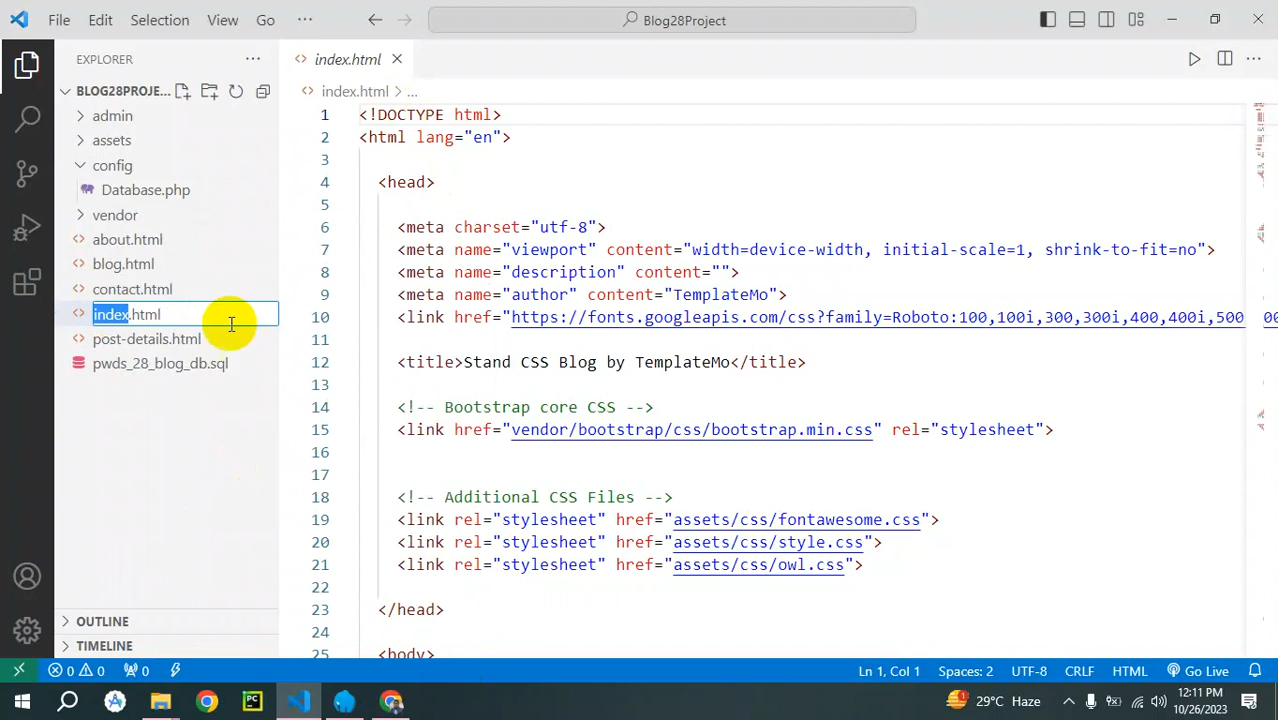 File Edit Selection View Go ··· Blog28Project
EXPLORER ···
index.html
BLOG28PROJE...
index.html > ...
admin
assets
config
Database.php
vendor
about.html
blog.html
contact.html
index.html
post-details.html
pwds_28_blog_db.sql
OUTLINE
TIMELINE
1 <!DOCTYPE html>
2 <html lang="en">
3
4 <head>
5
6 <meta charset="utf-8">
7 <meta name="viewport" content="width=device-width, initial-scale=1, shrink-to-fit=no">
8 <meta name="description" content="">
9 <meta name="author" content="TemplateMo">
10 <link href="https://fonts.googleapis.com/css?family=Roboto:100,100i,300,300i,400,400i,500
11
12 <title>Stand CSS Blog by TemplateMo</title>
13
14 <!-- Bootstrap core CSS -->
15 <link href="vendor/bootstrap/css/bootstrap.min.css" rel="stylesheet">
16
17
18 <!-- Additional CSS Files -->
19 <link rel="stylesheet" href="assets/css/fontawesome.css">
20 <link rel="stylesheet" href="assets/css/style.css">
21 <link rel="stylesheet" href="assets/css/owl.css">
22
23 </head>
24
25 <body>
0 0 0 Ln 1, Col 1 Spaces: 2 UTF-8 CRLF HTML Go Live
PC 29°C Haze 12:11 PM
10/26/2023